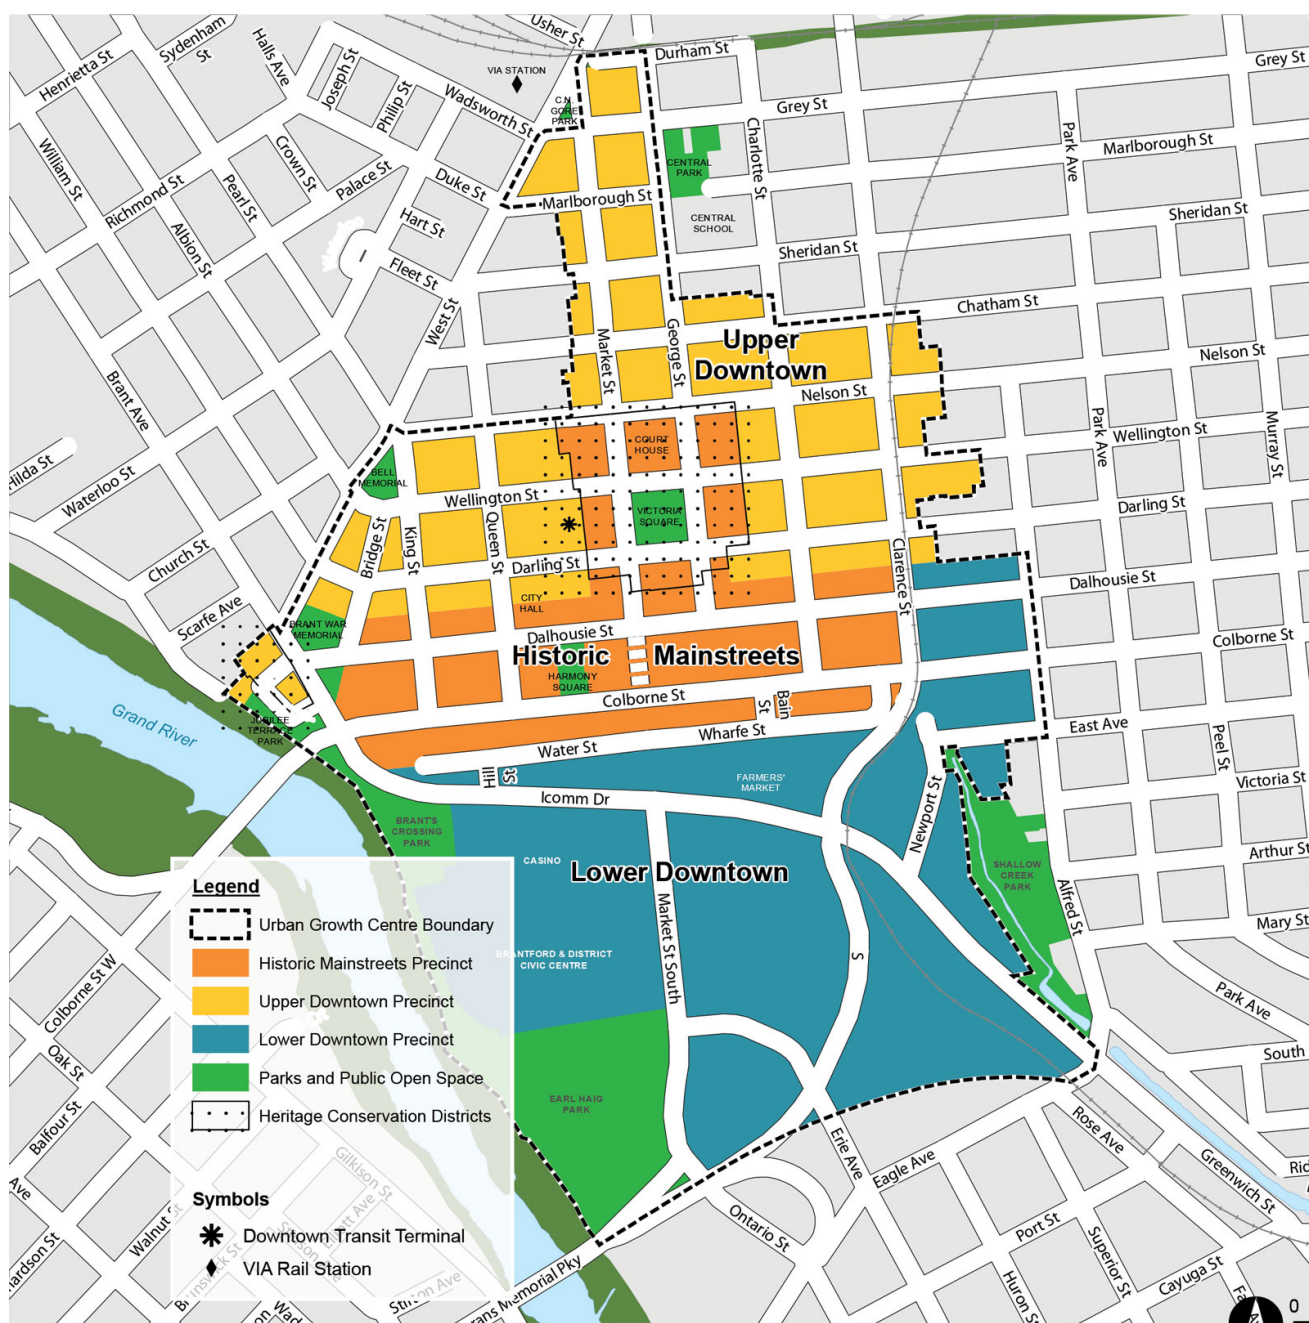 Usher St
Sydenham
St
Halls Ave
Henrietta St
Joseph St
Philip St
VIA STATION
Wadsworth St
C.N.
GORE
PARK
Durham St
Grey St
Grey St
Charlotte St
Park Ave
Marlborough St
William St
Crown St
Palace St
Richmond St
Pearl St
Albion St
Duke St
Hart St
Fleet St
West St
Marlborough St
CENTRAL
PARK
CENTRAL
SCHOOL
Sheridan St
Sheridan St
Chatham St
Nelson St
Market St
George St
Upper
Downtown
Nelson St
Brant Ave
Park Ave
Wellington St
Murray St
Hilda St
Waterloo St
BELL
MEMORIAL
COURT
HOUSE
Wellington St
VICTORIA
SQUARE
Darling St
Church St
Bridge St
King St
Queen St
Darling St
Clarence St
CITY
HALL
Dalhousie St
Scarfe Ave
BRANT WAR
MEMORIAL
Dalhousie St
Colborne St
Historic Mainstreets
HARMONY
SQUARE
Colborne St
Bain
St
Grand River
JUBILEE
TERRACE
PARK
Water St
Wharfe St
East Ave
Peel St
Victoria St
SC
Hill
Icomm Dr
FARMERS'
MARKET
Newport St
BRANT'S
CROSSING
PARK
CASINO
Lower Downtown
SHALLOW
CREEK
PARK
Arthur St
Alfred St
Mary St
Market St South
S
BRANTFORD & DISTRICT
CIVIC CENTRE
Park Ave
South
Legend
Urban Growth Centre Boundary
Historic Mainstreets Precinct
Upper Downtown Precinct
Lower Downtown Precinct
Parks and Public Open Space
Heritage Conservation Districts
Symbols
Downtown Transit Terminal
VIA Rail Station
Colborne St W
Oak St
Balfour St
Ave
Walnut St
EARL HAIG
PARK
Gilkison St
Erie Ave
Eagle Ave
Rose Ave
Greenwich St
Ontario St
Port St
Superior St
Cayuga St
Huron St
0